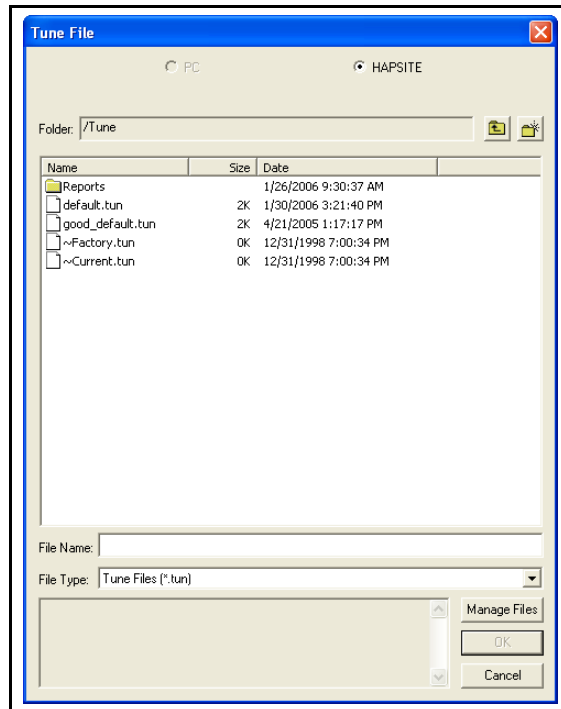 Tune File
PC HAPSITE
Folder: /Tune
Name Size Date
Reports 1/26/2006 9:30:37 AM
default.tun 2K 1/30/2006 3:21:40 PM
good_default.tun 2K 4/21/2005 1:17:17 PM
~Factory.tun 0K 12/31/1998 7:00:34 PM
~Current.tun 0K 12/31/1998 7:00:34 PM
File Name:
File Type: Tune Files (*.tun)
Manage Files
OK
Cancel